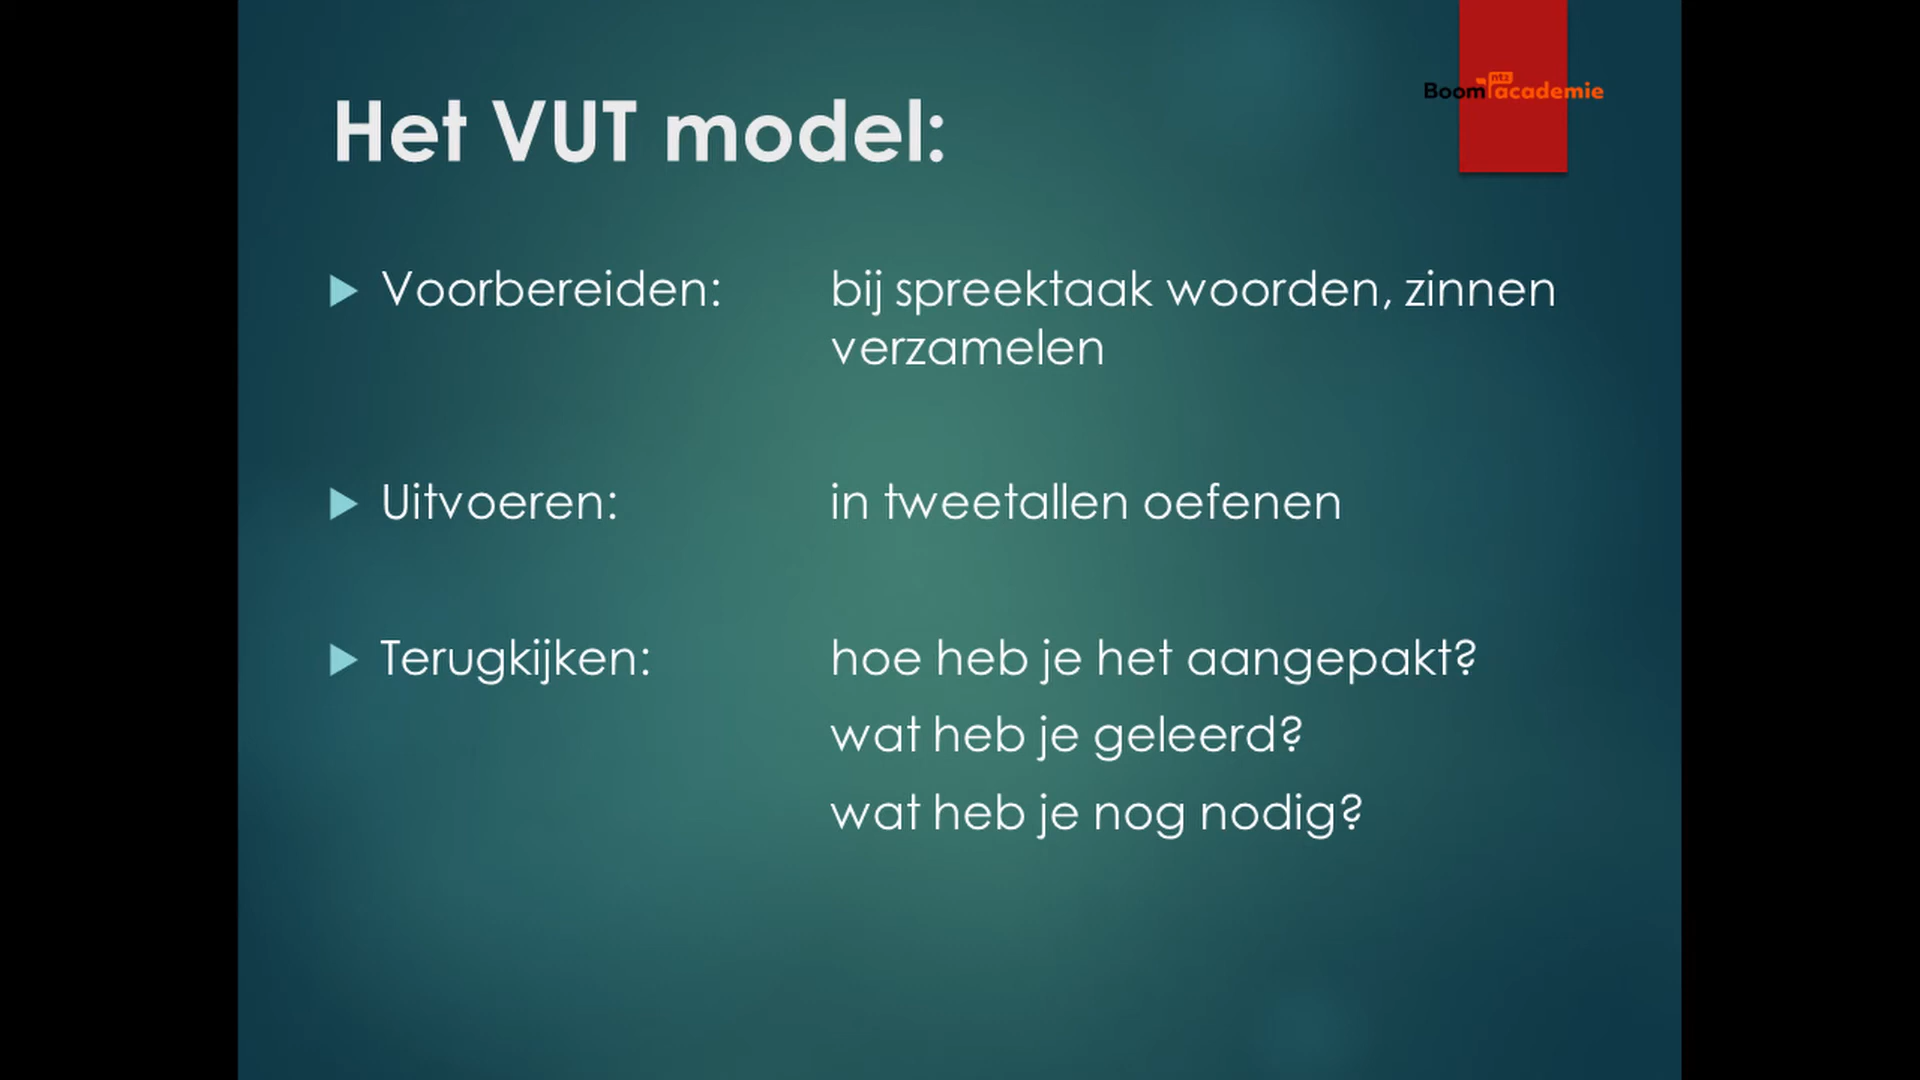 Het VUT model:
Boom nt2 academie
Voorbereiden: bij spreektaak woorden, zinnen
verzamelen
Uitvoeren: in tweetallen oefenen
Terugkijken: hoe heb je het aangepakt?
wat heb je geleerd?
wat heb je nog nodig?